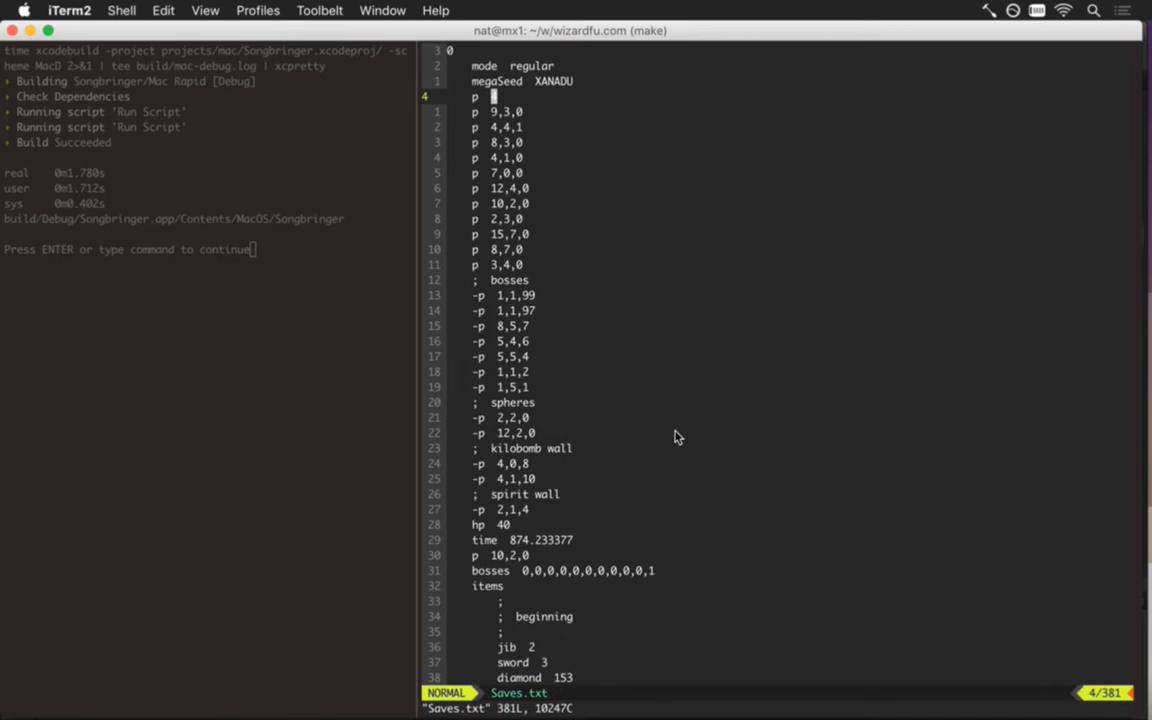 iTerm2 Shell Edit View Profiles Toolbelt Window Help
nat@mx1: ~/w/wizardfu.com (make)
time xcodebuild -project projects/mac/Songbringer.xcodeproj/ -sc
heme MacD 2>&1 | tee build/mac-debug.log | xcpretty
› Building Songbringer/Mac Rapid [Debug]
› Check Dependencies
› Running script 'Run Script'
› Running script 'Run Script'
› Build Succeeded
real 0m1.780s
user 0m1.712s
sys 0m0.402s
build/Debug/Songbringer.app/Contents/MacOS/Songbringer
Press ENTER or type command to continue
3 0
2 mode regular
1 megaSeed XANADU
4 p 4
1 p 9,3,0
2 p 4,4,1
3 p 8,3,0
4 p 4,1,0
5 p 7,0,0
6 p 12,4,0
7 p 10,2,0
8 p 2,3,0
9 p 15,7,0
10 p 8,7,0
11 p 3,4,0
12 ; bosses
13 -p 1,1,99
14 -p 1,1,97
15 -p 8,5,7
16 -p 5,4,6
17 -p 5,5,4
18 -p 1,1,2
19 -p 1,5,1
20 ; spheres
21 -p 2,2,0
22 -p 12,2,0
23 ; kilobomb wall
24 -p 4,0,8
25 -p 4,1,10
26 ; spirit wall
27 -p 2,1,4
28 hp 40
29 time 874.233377
30 p 10,2,0
31 bosses 0,0,0,0,0,0,0,0,0,0,1
32 items
33 ;
34 ; beginning
35 ;
36 jib 2
37 sword 3
38 diamond 153
NORMAL Saves.txt 4/381
"Saves.txt" 381L, 10247C